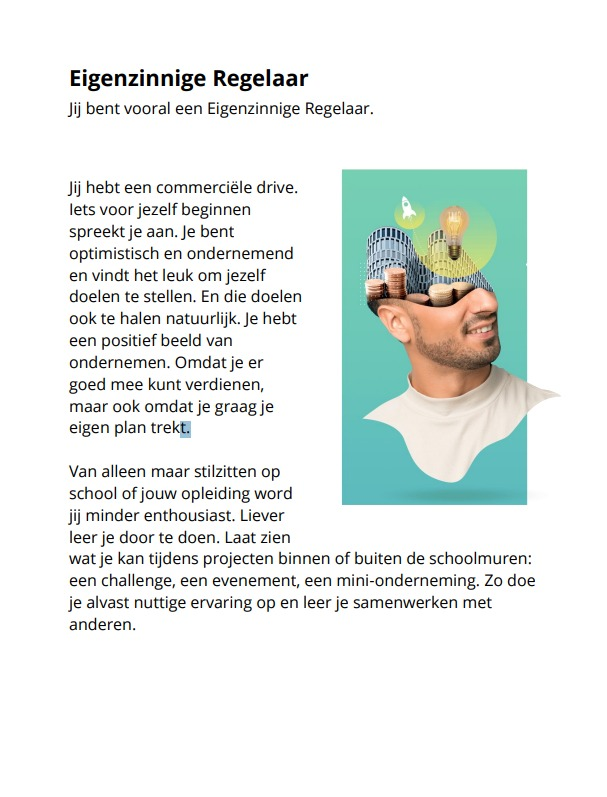 Eigenzinnige Regelaar
Jij bent vooral een Eigenzinnige Regelaar.
Jij hebt een commerciële drive.
Iets voor jezelf beginnen
spreekt je aan. Je bent
optimistisch en ondernemend
en vindt het leuk om jezelf
doelen te stellen. En die doelen
ook te halen natuurlijk. Je hebt
een positief beeld van
ondernemen. Omdat je er
goed mee kunt verdienen,
maar ook omdat je graag je
eigen plan trekt.
Van alleen maar stilzitten op
school of jouw opleiding word
jij minder enthousiast. Liever
leer je door te doen. Laat zien
wat je kan tijdens projecten binnen of buiten de schoolmuren:
een challenge, een evenement, een mini-onderneming. Zo doe
je alvast nuttige ervaring op en leer je samenwerken met
anderen.